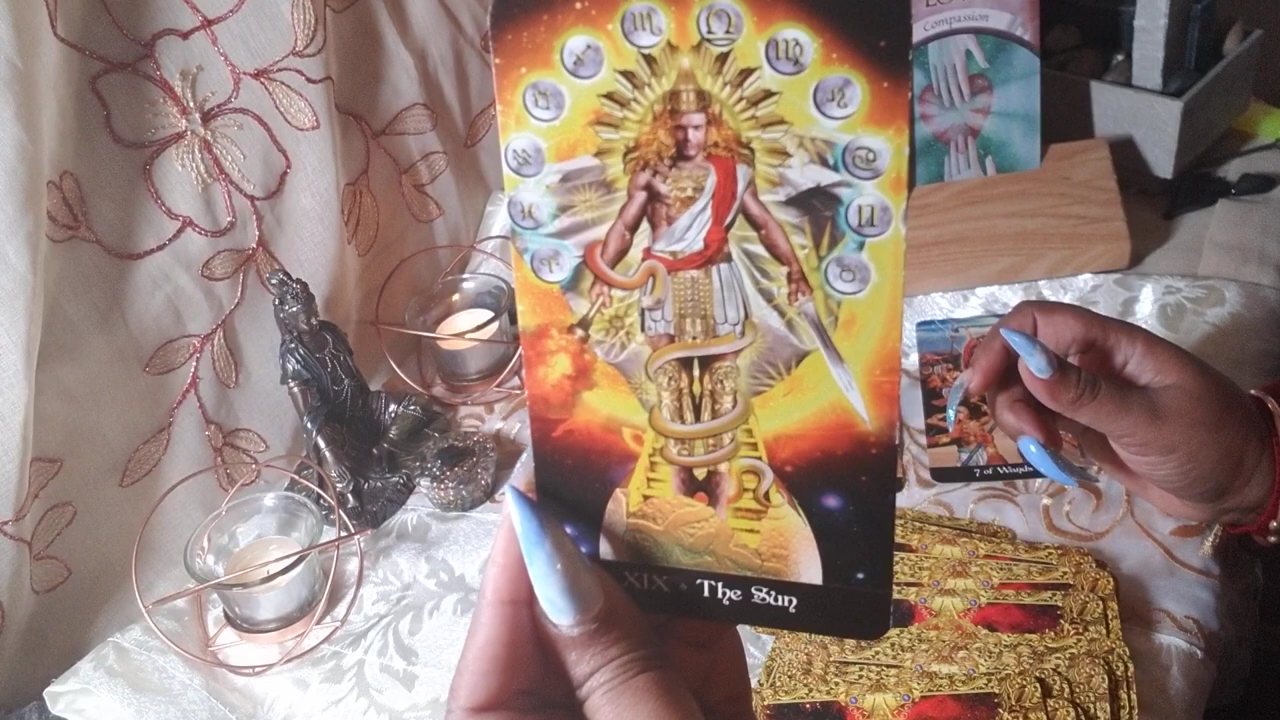 Compassion
XIX • The Sun
7 of Wands